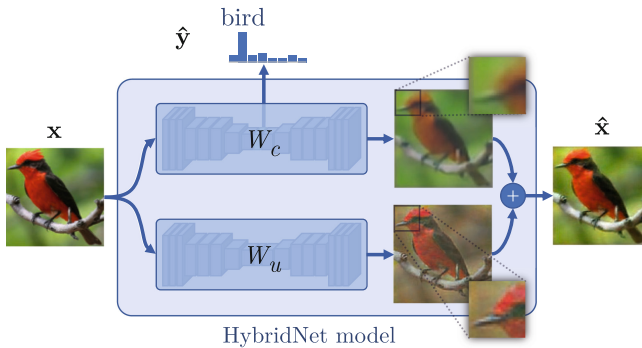 bird
ŷ
x
W_c
x̂
+
W_u
HybridNet model